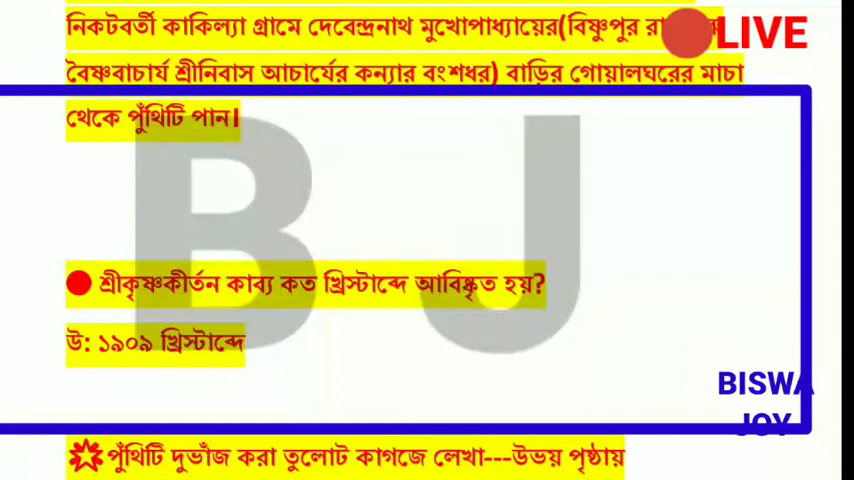 নিকটবর্তী কাকিল্যা গ্রামে দেবেন্দ্রনাথ মুখোপাধ্যায়ের(বিষ্ণুপুর
LIVE
বৈষ্ণবাচার্য শ্রীনিবাস আচার্যের কন্যার বংশধর) বাড়ির গোয়ালঘরের মাচা
থেকে পুঁথিটি পান।
B J
শ্রীকৃষ্ণকীর্তন কাব্য কত খ্রিস্টাব্দে আবিষ্কৃত হয়?
উ: ১৯০৯ খ্রিস্টাব্দে
BISWA
JOY
পুঁথিটি দুভাঁজ করা তুলোট কাগজে লেখা---উভয় পৃষ্ঠায়